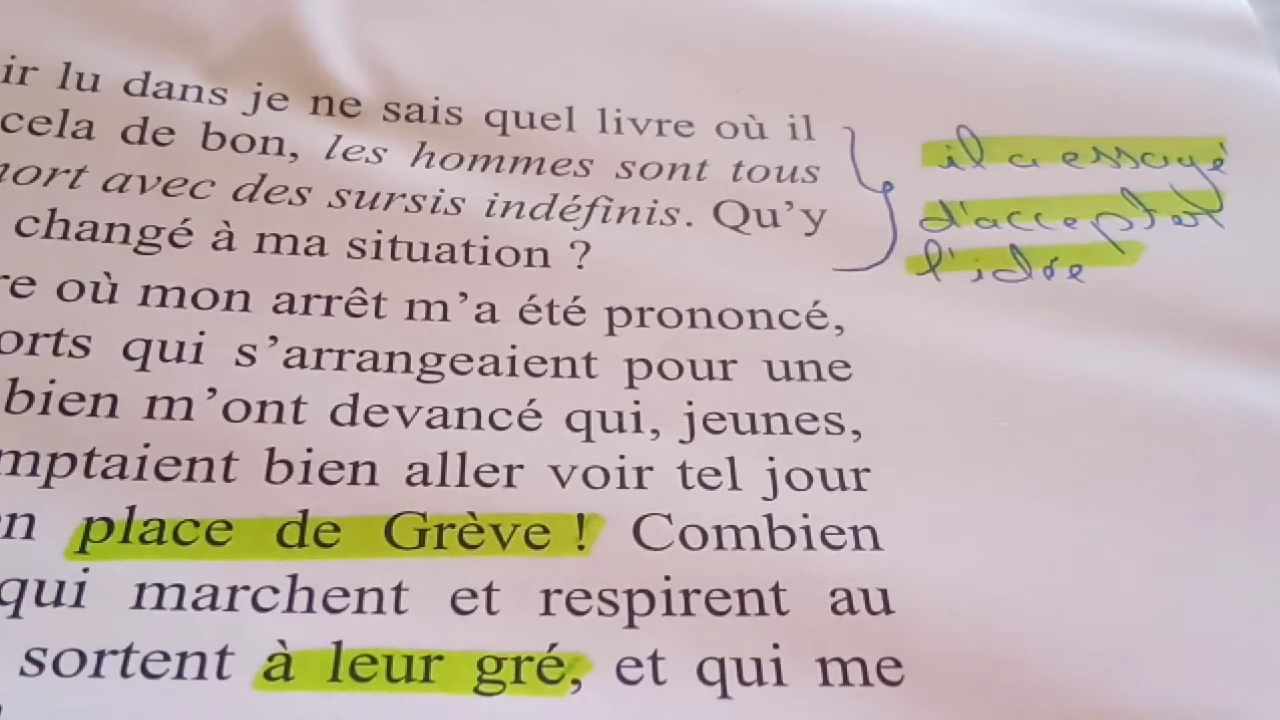 ir lu dans je ne sais quel livre où il
cela de bon, les hommes sont tous
mort avec des sursis indéfinis. Qu'y
changé à ma situation ?
re où mon arrêt m'a été prononcé,
orts qui s'arrangeaient pour une
bien m'ont devancé qui, jeunes,
mptaient bien aller voir tel jour
n place de Grève ! Combien
qui marchent et respirent au
sortent à leur gré, et qui me
il a essayé
d'accepter
l'idée